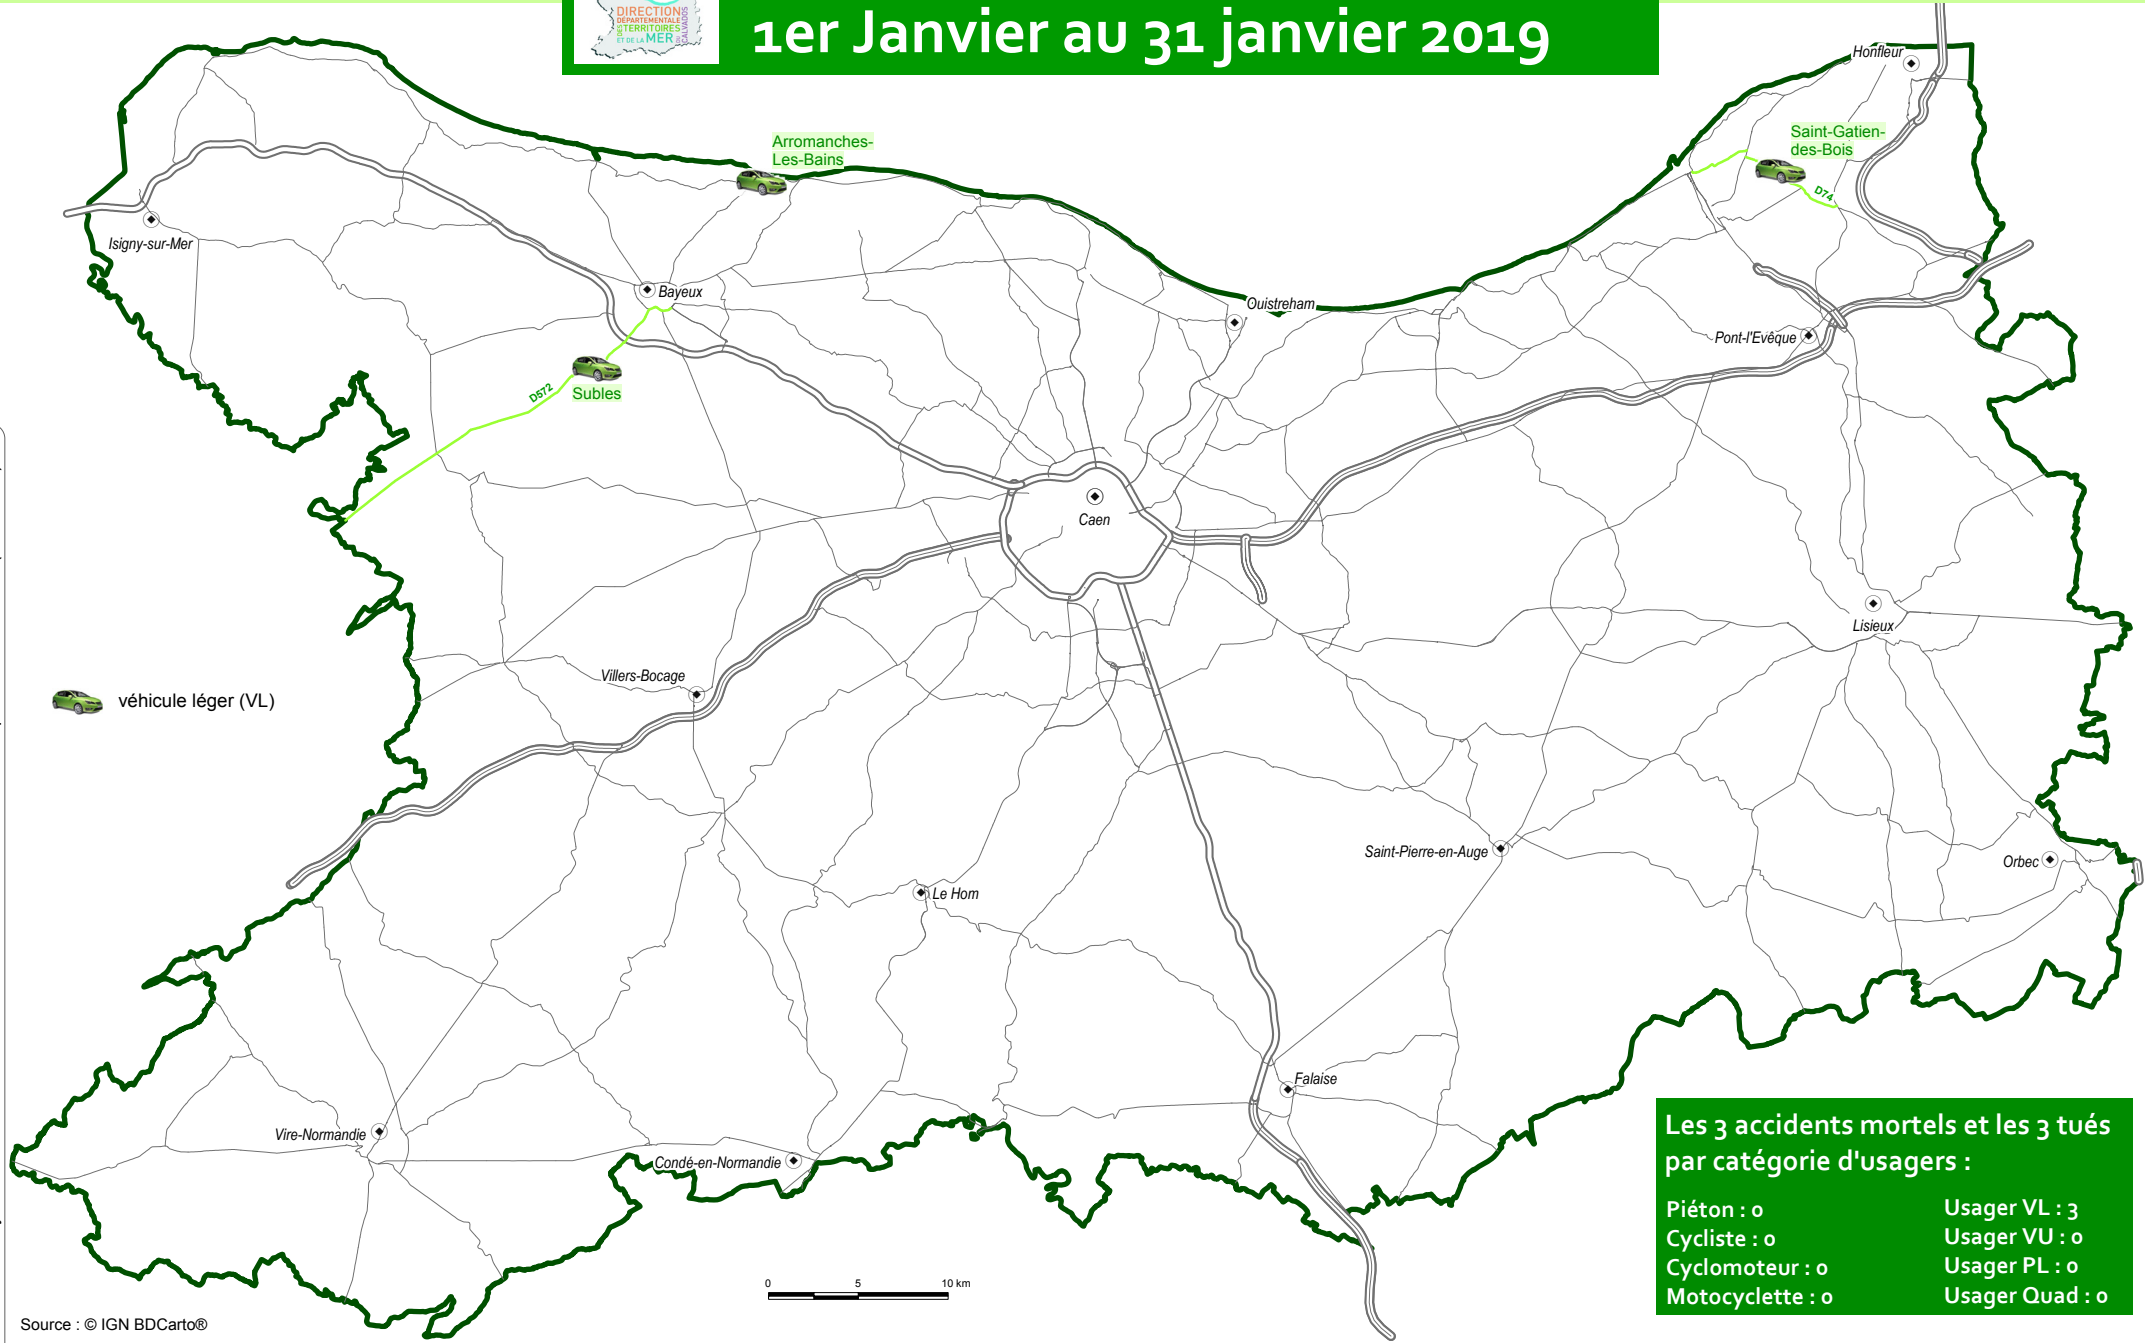 DIRECTION
DÉPARTEMENTALE
DES TERRITOIRES
ET DE LA MER
CALVADOS
1er Janvier au 31 janvier 2019
Honfleur
Arromanches-
Les-Bains
Saint-Gatien-
des-Bois
D74
Isigny-sur-Mer
Bayeux
Ouistreham
Pont-l'Evêque
D572
Subles
Caen
Lisieux
Villers-Bocage
véhicule léger (VL)
Saint-Pierre-en-Auge
Orbec
Le Hom
Falaise
Vire-Normandie
Condé-en-Normandie
Les 3 accidents mortels et les 3 tués
par catégorie d'usagers :
Piéton : 0
Cycliste : 0
Cyclomoteur : 0
Motocyclette : 0
Usager VL : 3
Usager VU : 0
Usager PL : 0
Usager Quad : 0
0 5 10 km
Source : © IGN BDCarto®